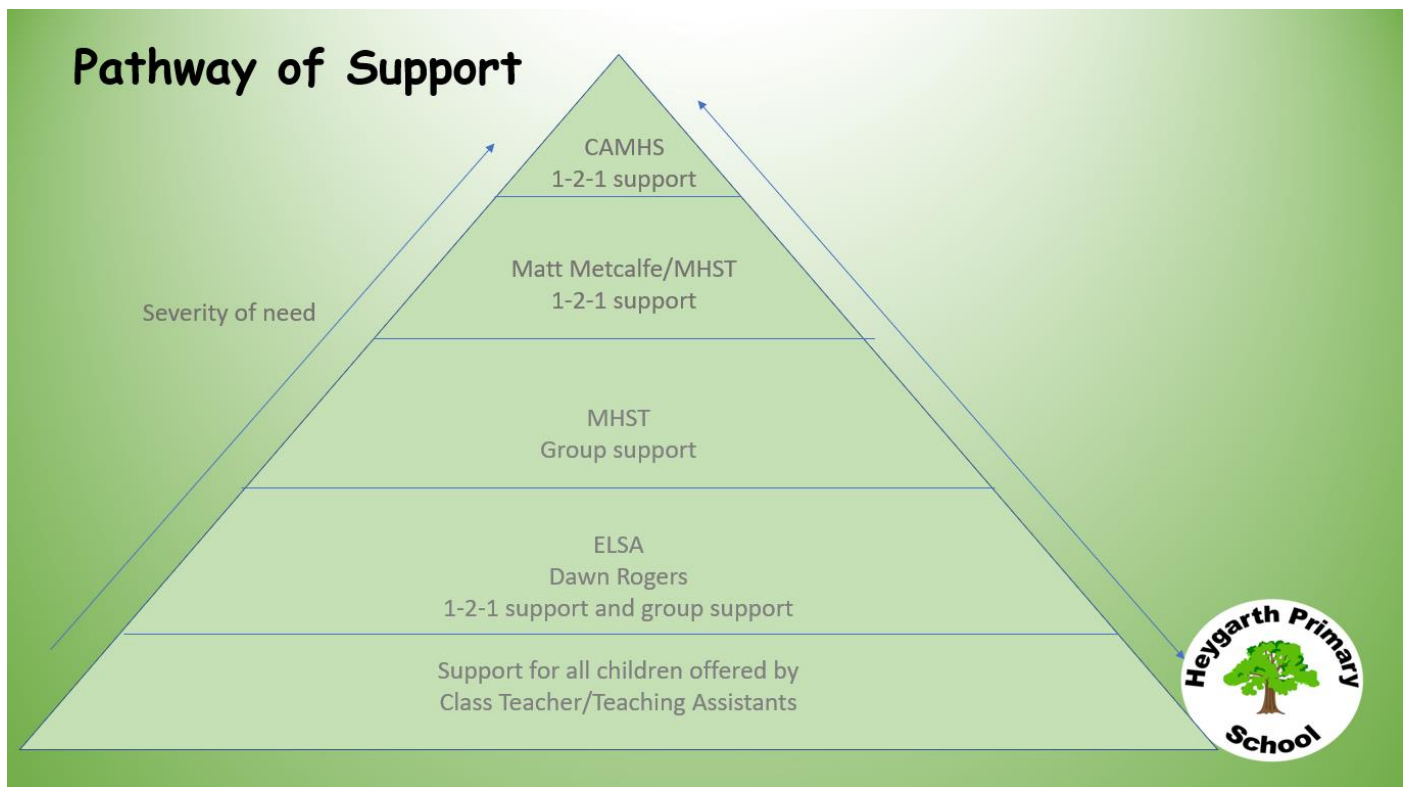 Pathway of Support
CAMHS
1-2-1 support
Matt Metcalfe/MHST
1-2-1 support
Severity of need
MHST
Group support
ELSA
Dawn Rogers
1-2-1 support and group support
Support for all children offered by
Class Teacher/Teaching Assistants
Heygarth Primary
School